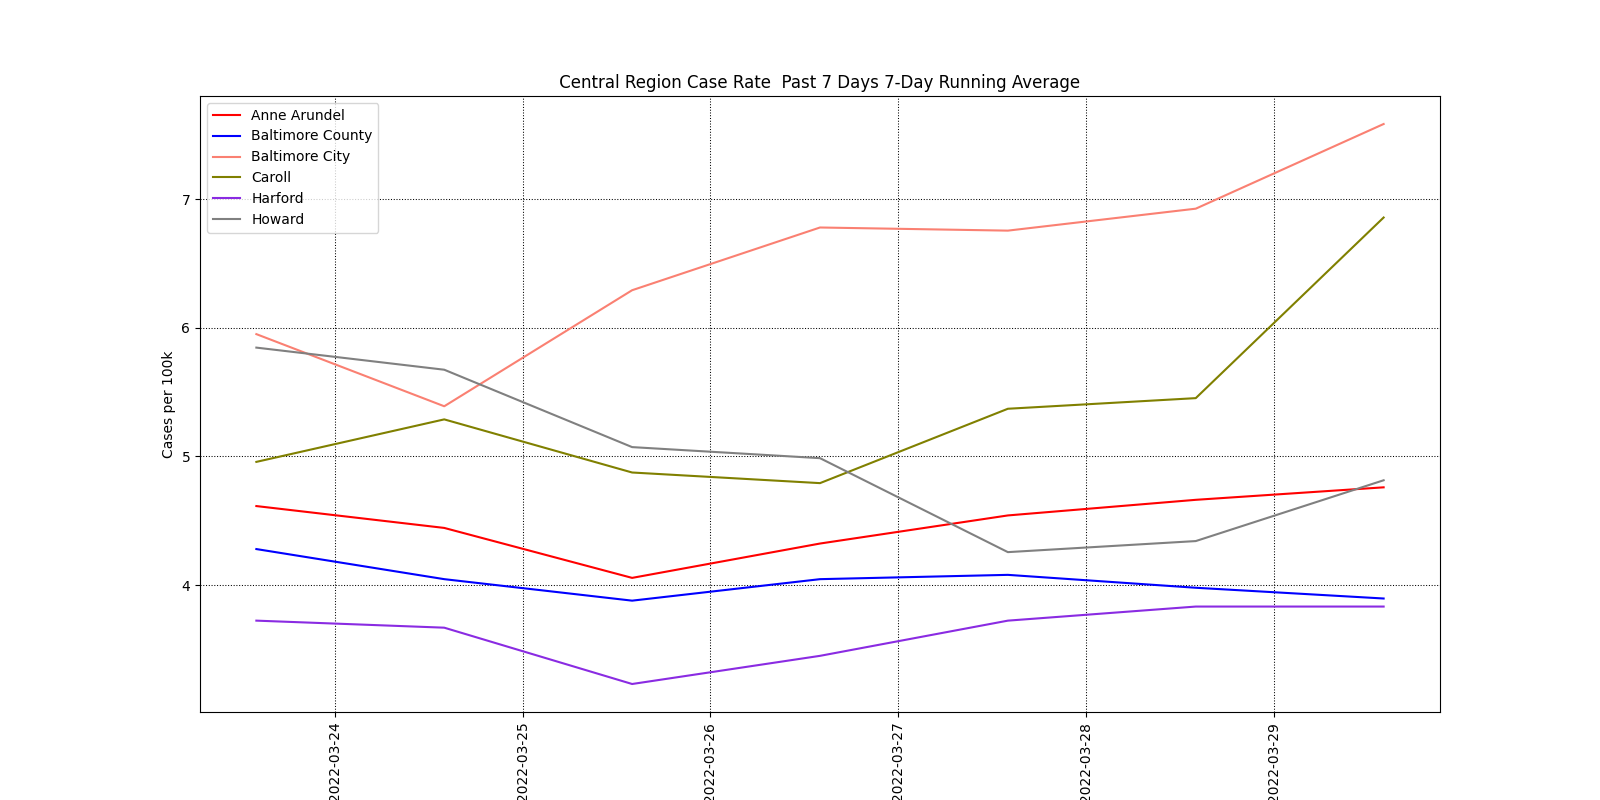 Central Region Case Rate  Past 7 Days 7-Day Running Average
Anne Arundel
Baltimore County
Baltimore City
Caroll
Harford
Howard
7
6
5
4
Cases per 100k
2022-03-24
2022-03-25
2022-03-26
2022-03-27
2022-03-28
2022-03-29